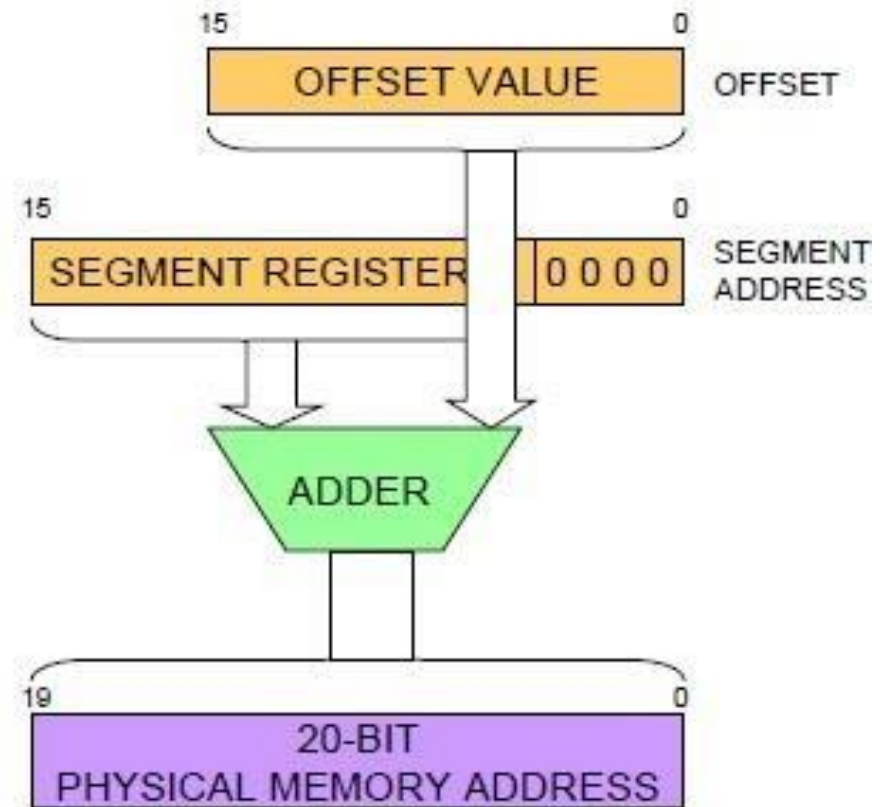 15 0
OFFSET VALUE
OFFSET
15 0
SEGMENT REGISTER
0 0 0 0
SEGMENT
ADDRESS
ADDER
19 0
20-BIT
PHYSICAL MEMORY ADDRESS